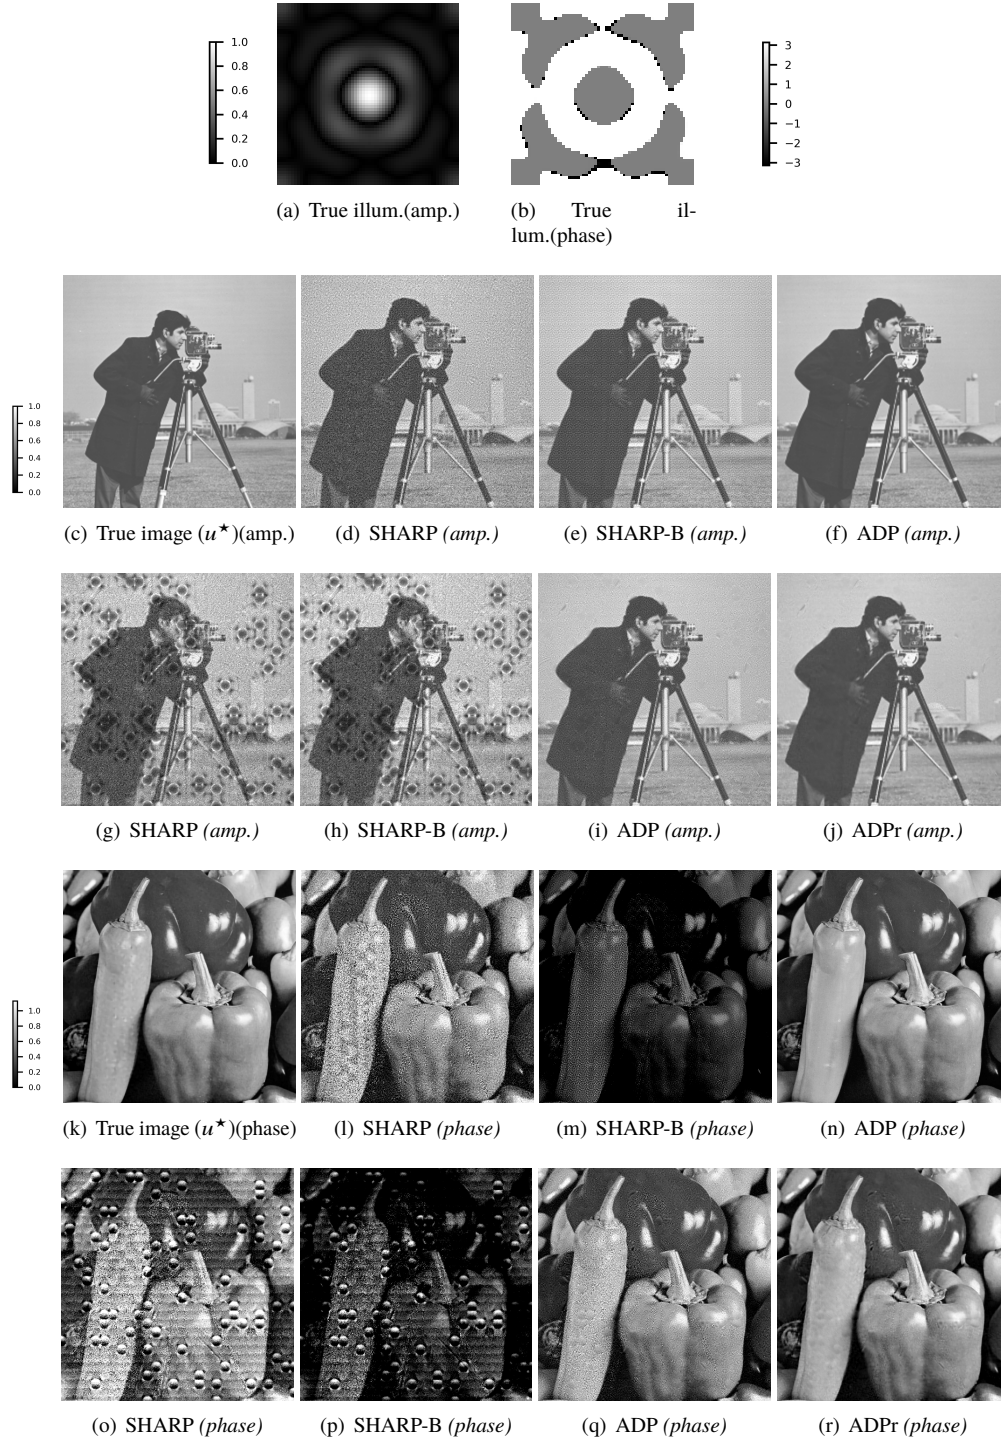 1.0
0.8
0.6
0.4
0.2
0.0
3
2
1
0
−1
−2
−3
(a) True illum.(amp.)
(b) True il-
lum.(phase)
1.0
0.8
0.6
0.4
0.2
0.0
(c) True image (u★)(amp.)
(d) SHARP (amp.)
(e) SHARP-B (amp.)
(f) ADP (amp.)
(g) SHARP (amp.)
(h) SHARP-B (amp.)
(i) ADP (amp.)
(j) ADPr (amp.)
1.0
0.8
0.6
0.4
0.2
0.0
(k) True image (u★)(phase)
(l) SHARP (phase)
(m) SHARP-B (phase)
(n) ADP (phase)
(o) SHARP (phase)
(p) SHARP-B (phase)
(q) ADP (phase)
(r) ADPr (phase)